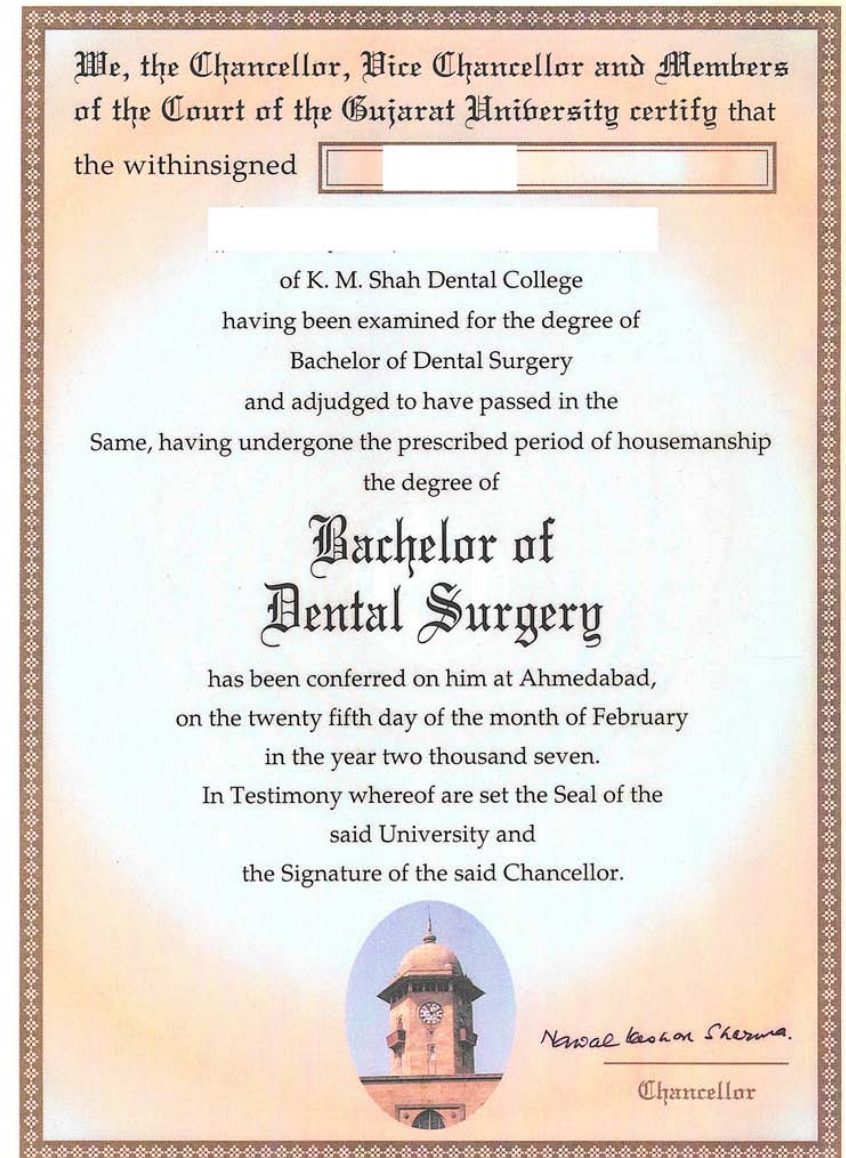 We, the Chancellor, Vice Chancellor and Members
of the Court of the Gujarat University certify that
the withinsigned
of K. M. Shah Dental College
having been examined for the degree of
Bachelor of Dental Surgery
and adjudged to have passed in the
Same, having undergone the prescribed period of housemanship
the degree of
Bachelor of
Dental Surgery
has been conferred on him at Ahmedabad,
on the twenty fifth day of the month of February
in the year two thousand seven.
In Testimony whereof are set the Seal of the
said University and
the Signature of the said Chancellor.
Nawal Kishore Sharma.
Chancellor